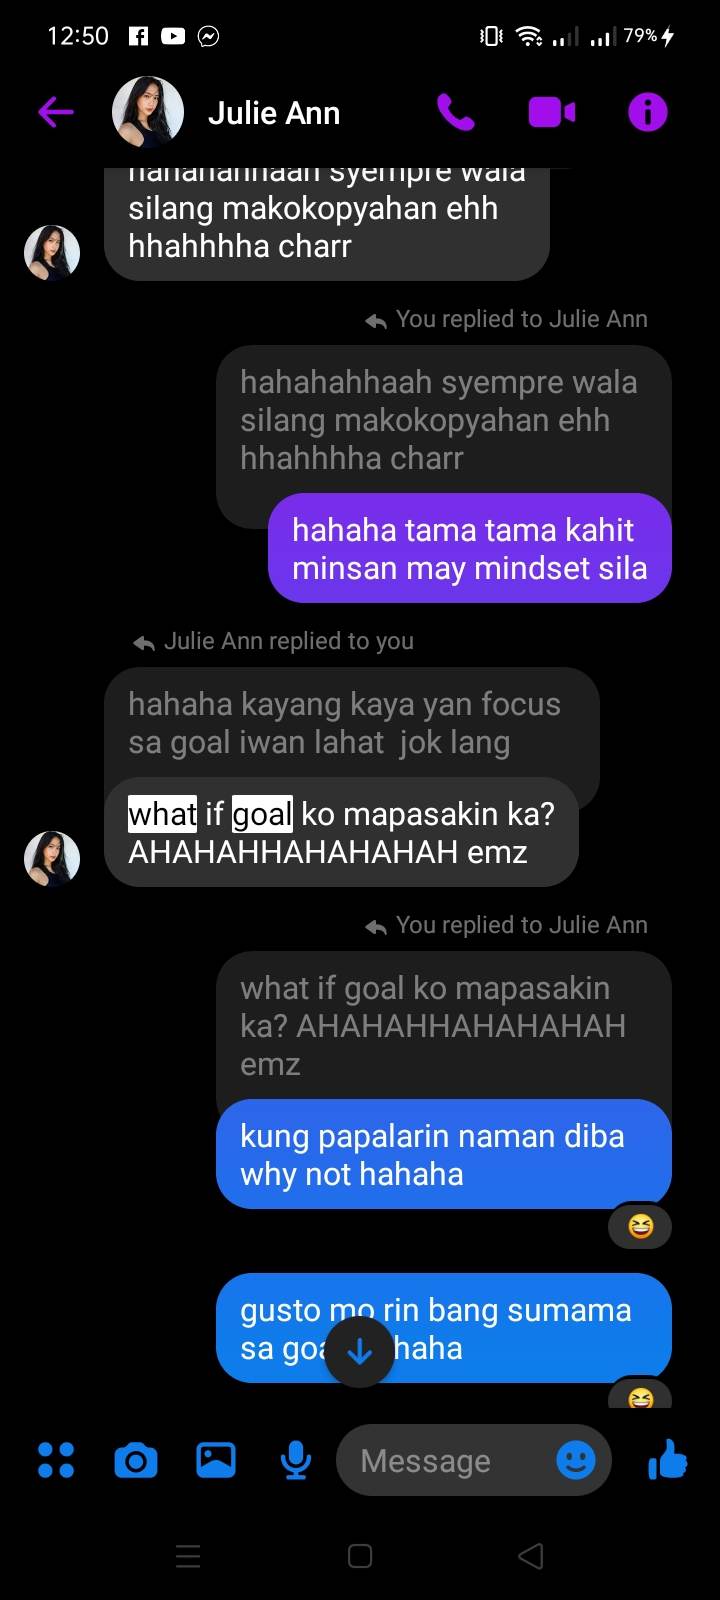 12:50
79%
Julie Ann
hahahahhaah syempre wala
silang makokopyahan ehh
hhahhhha charr
You replied to Julie Ann
hahahahhaah syempre wala
silang makokopyahan ehh
hhahhhha charr
hahaha tama tama kahit
minsan may mindset sila
Julie Ann replied to you
hahaha kayang kaya yan focus
sa goal iwan lahat  jok lang
what if goal ko mapasakin ka?
AHAHAHHAHAHAHAH emz
You replied to Julie Ann
what if goal ko mapasakin
ka? AHAHAHHAHAHAHAH
emz
kung papalarin naman diba
why not hahaha
gusto mo rin bang sumama
sa haha
Message